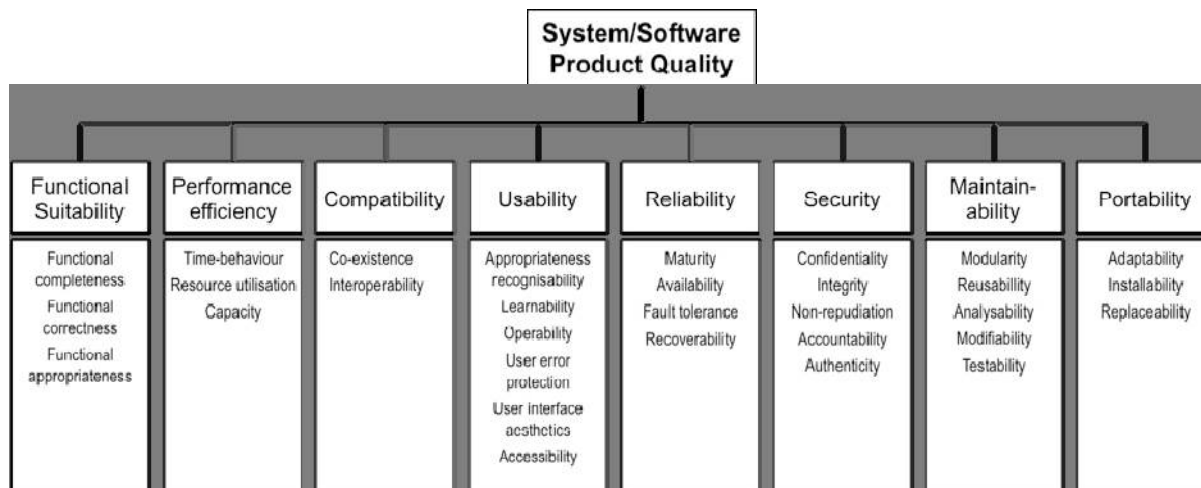 System/Software
Product Quality
Functional
Suitability
Performance
efficiency
Compatibility
Usability
Reliability
Security
Maintain-
ability
Portability
Functional
completeness
Functional
correctness
Functional
appropriateness
Time-behaviour
Resource utilisation
Capacity
Co-existence
Interoperability
Appropriateness
recognisability
Learnability
Operability
User error
protection
User interface
aesthetics
Accessibility
Maturity
Availability
Fault tolerance
Recoverability
Confidentiality
Integrity
Non-repudiation
Accountability
Authenticity
Modularity
Reusabillity
Analysability
Modifiability
Testability
Adaptability
Installability
Replaceability